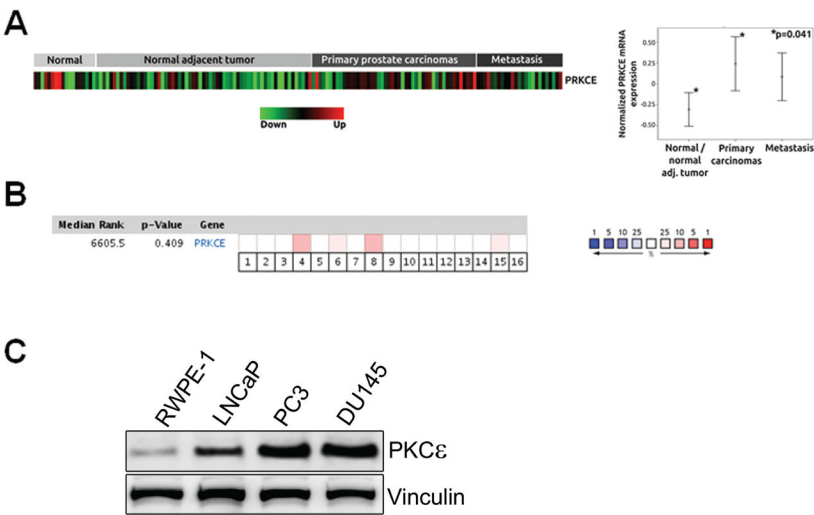 A
Normal Normal adjacent tumor Primary prostate carcinomas Metastasis
PRKCE
Down Up
Normalized PRKCE mRNA
expression
*p=0.041
0.50
0.25
0
-0.25
-0.50
* *
Normal / Primary Metastasis
normal carcinomas
adj. tumor
B
Median Rank p-Value Gene
6605.5 0.409 PRKCE
1 2 3 4 5 6 7 8 9 10 11 12 13 14 15 16
1 5 10 25 25 10 5 1
%
C
RWPE-1 LNCaP PC3 DU145
PKCε
Vinculin